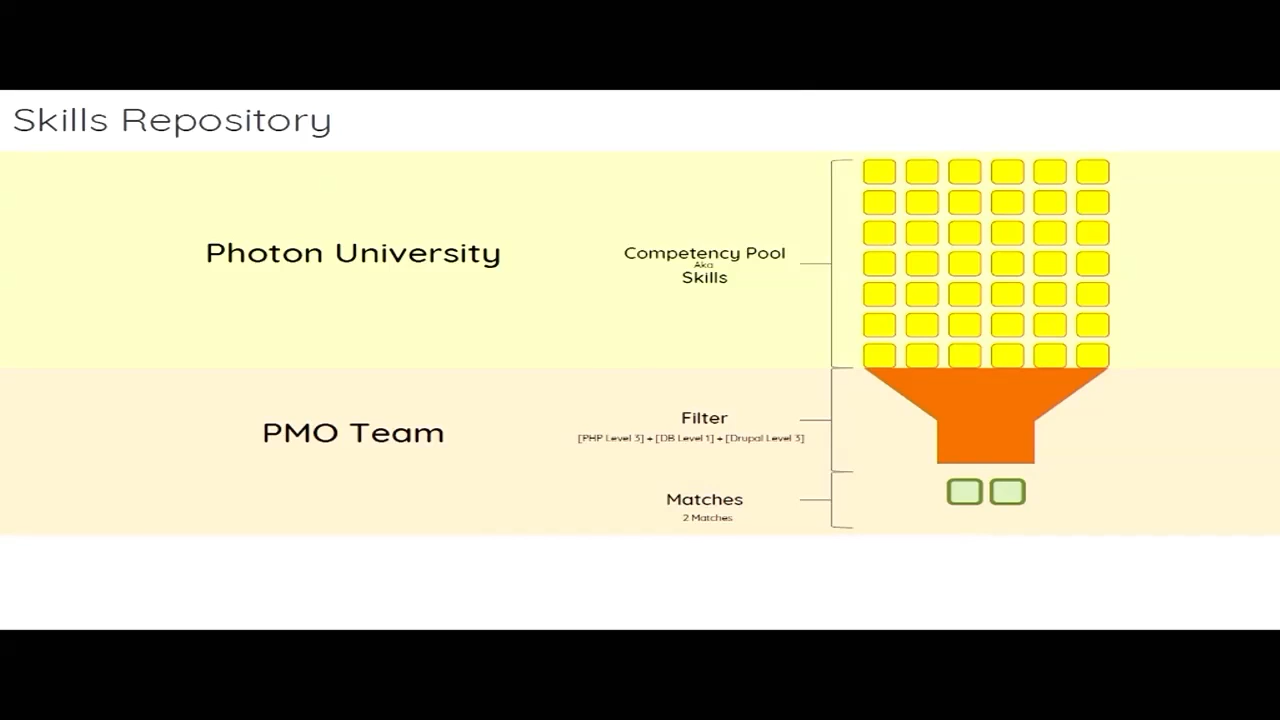 Skills Repository
Photon University
Competency Pool
Aka
Skills
PMO Team
Filter
[PHP Level 3] + [DB Level 1] + [Drupal Level 3]
Matches
2 Matches